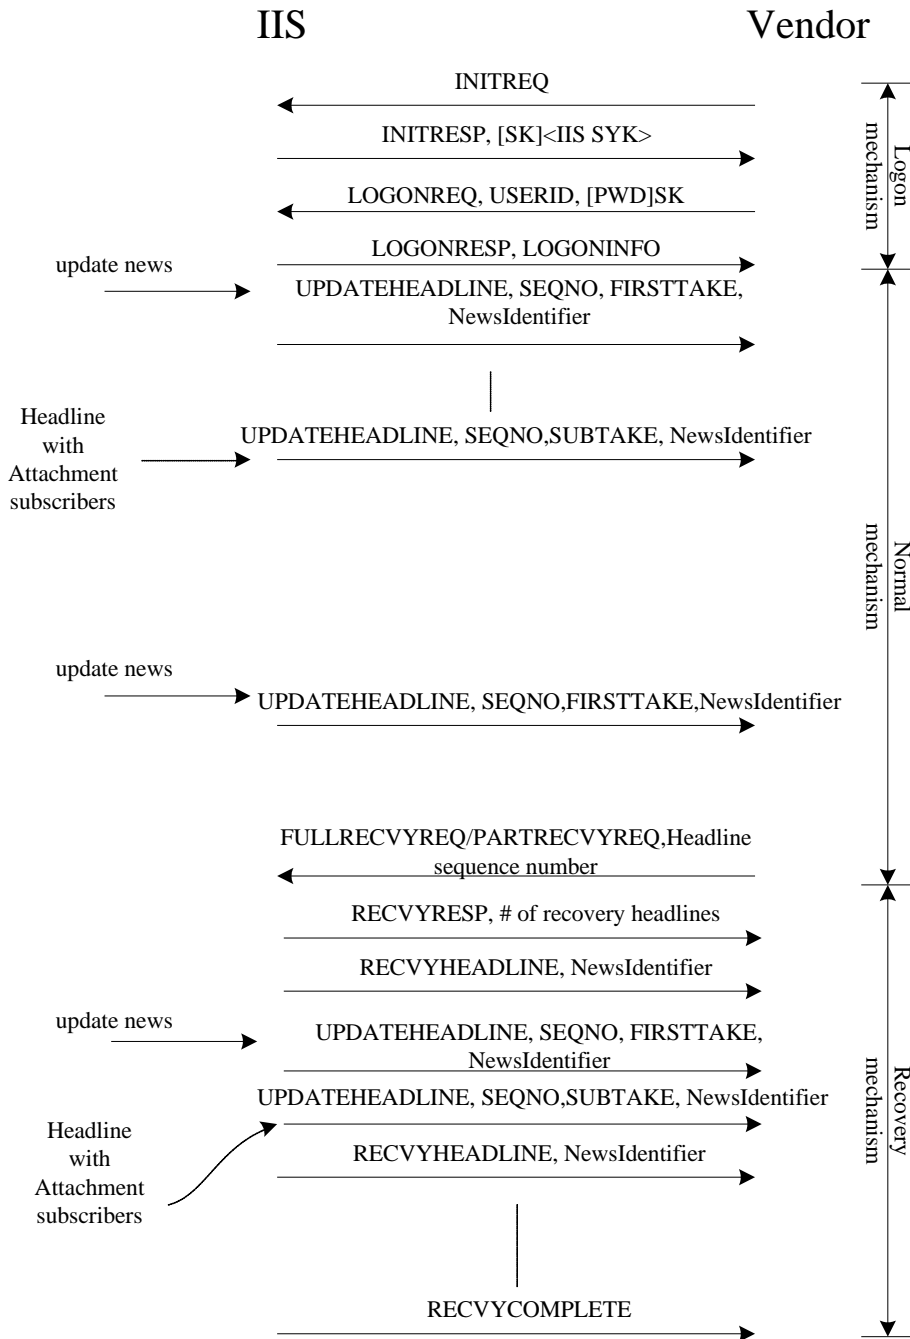 IIS
Vendor
INITREQ
INITRESP, [SK]<IIS SYK>
LOGONREQ, USERID, [PWD]SK
LOGONRESP, LOGONINFO
Logon
mechanism
update news
UPDATEHEADLINE, SEQNO, FIRSTTAKE,
NewsIdentifier
Headline
with
Attachment
subscribers
UPDATEHEADLINE, SEQNO,SUBTAKE, NewsIdentifier
Normal
mechanism
update news
UPDATEHEADLINE, SEQNO,FIRSTTAKE,NewsIdentifier
FULLRECVYREQ/PARTRECVYREQ,Headline
sequence number
RECVYRESP, # of recovery headlines
RECVYHEADLINE, NewsIdentifier
update news
UPDATEHEADLINE, SEQNO, FIRSTTAKE,
NewsIdentifier
UPDATEHEADLINE, SEQNO,SUBTAKE, NewsIdentifier
Recovery
mechanism
Headline
with
Attachment
subscribers
RECVYHEADLINE, NewsIdentifier
RECVYCOMPLETE